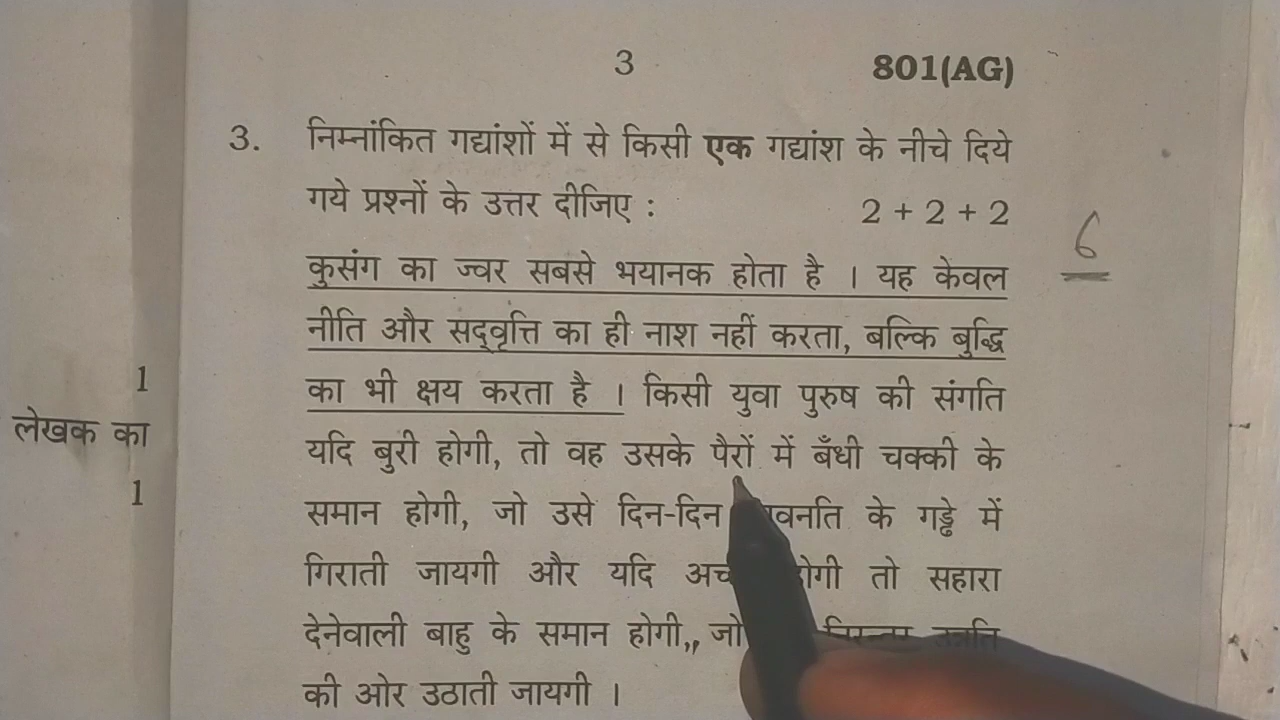 3
801(AG)
3. निम्नांकित गद्यांशों में से किसी एक गद्यांश के नीचे दिये
गये प्रश्नों के उत्तर दीजिए : 2 + 2 + 2
6
कुसंग का ज्वर सबसे भयानक होता है । यह केवल
नीति और सद्‌वृत्ति का ही नाश नहीं करता, बल्कि बुद्धि
का भी क्षय करता है । किसी युवा पुरुष की संगति
यदि बुरी होगी, तो वह उसके पैरों में बँधी चक्की के
समान होगी, जो उसे दिन-दिन के गड्ढे में
गिराती जायगी और यदि तो सहारा
देनेवाली बाहु के समान होगी,, जो
की ओर उठाती जायगी ।
1
लेखक का
1